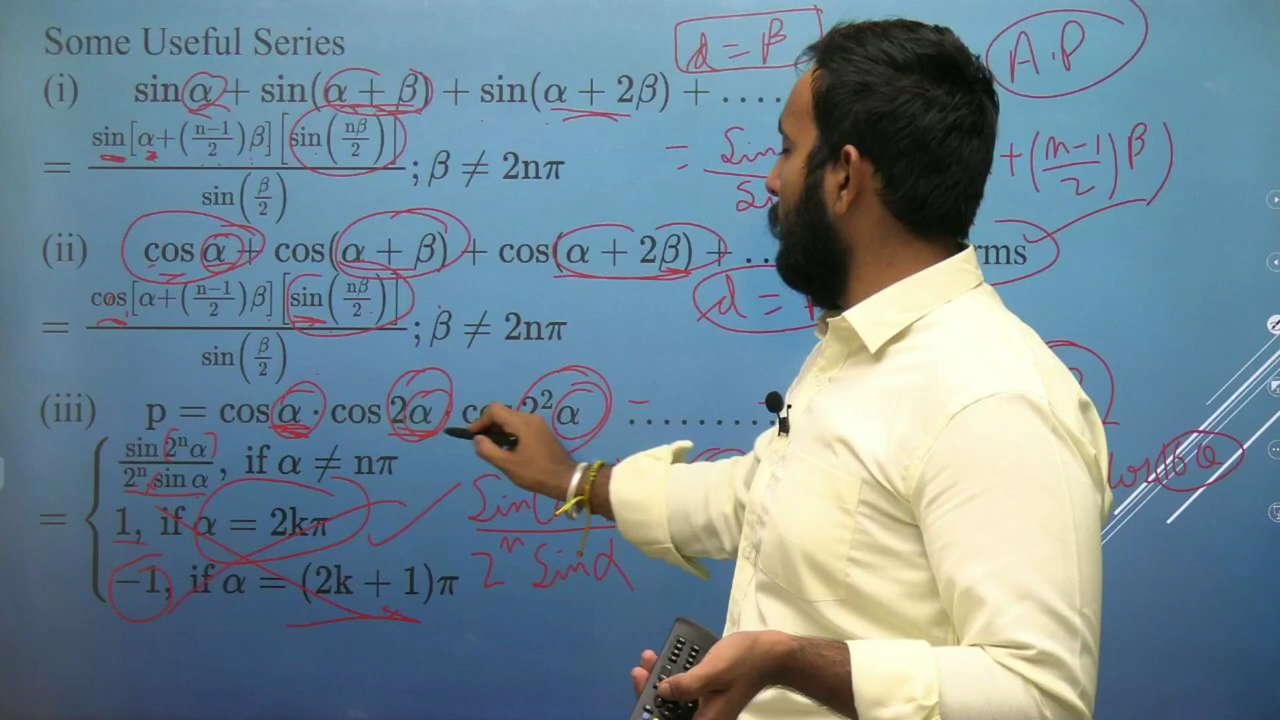 Some Useful Series
d = β
A.P
(i) sin α + sin(α + β) + sin(α + 2β) + ....
= sin[α+(n−1/2)β][sin(nβ/2)] / sin(β/2) ; β ≠ 2nπ
= Sin
+ (n-1/2)β)
(ii) cos α + cos(α + β) + cos(α + 2β) + ..
= cos[α+(n−1/2)β][sin(nβ/2)] / sin(β/2) ; β ≠ 2nπ
d =
(iii) p = cos α · cos 2α 2²α .........
= { sin 2ⁿα / 2ⁿ sin α, if α ≠ nπ
1, if α = 2kπ
−1, if α = (2k + 1)π
2ⁿ Sinα